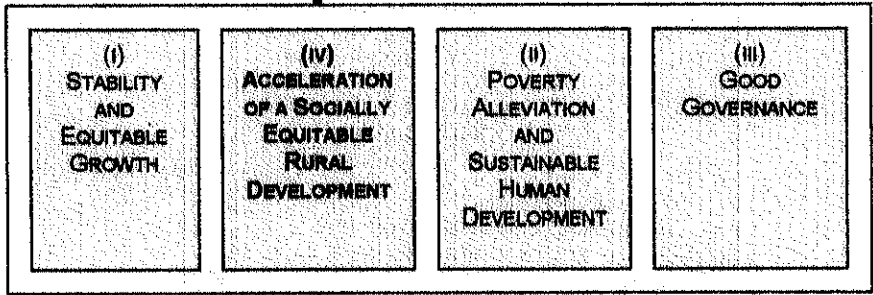 (I)
STABILITY
AND
EQUITABLE
GROWTH
(IV)
ACCELERATION
OF A SOCIALLY
EQUITABLE
RURAL
DEVELOPMENT
(II)
POVERTY
ALLEVIATION
AND
SUSTAINABLE
HUMAN
DEVELOPMENT
(III)
GOOD
GOVERNANCE